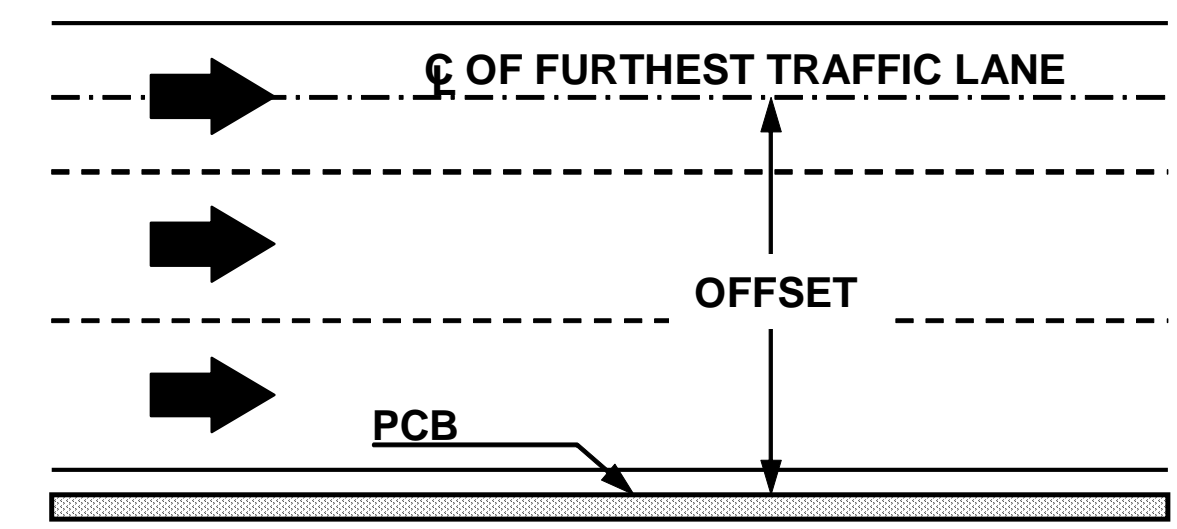 ℄ OF FURTHEST TRAFFIC LANE
OFFSET
PCB